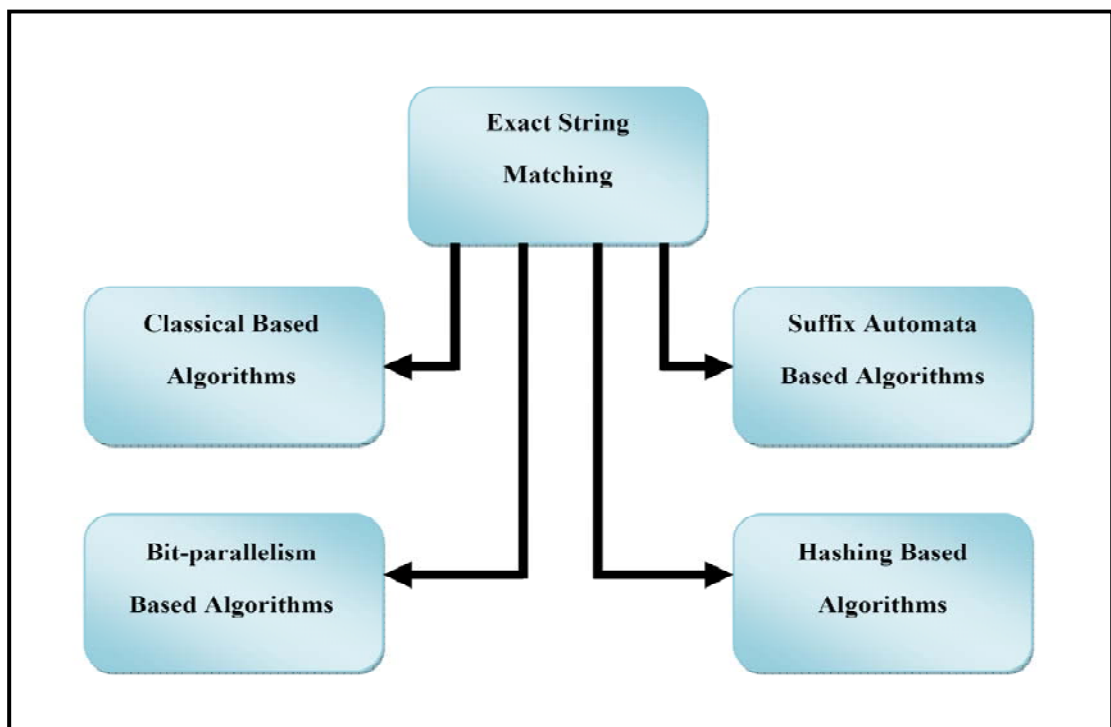 Exact String
Matching
Classical Based
Algorithms
Suffix Automata
Based Algorithms
Bit-parallelism
Based Algorithms
Hashing Based
Algorithms